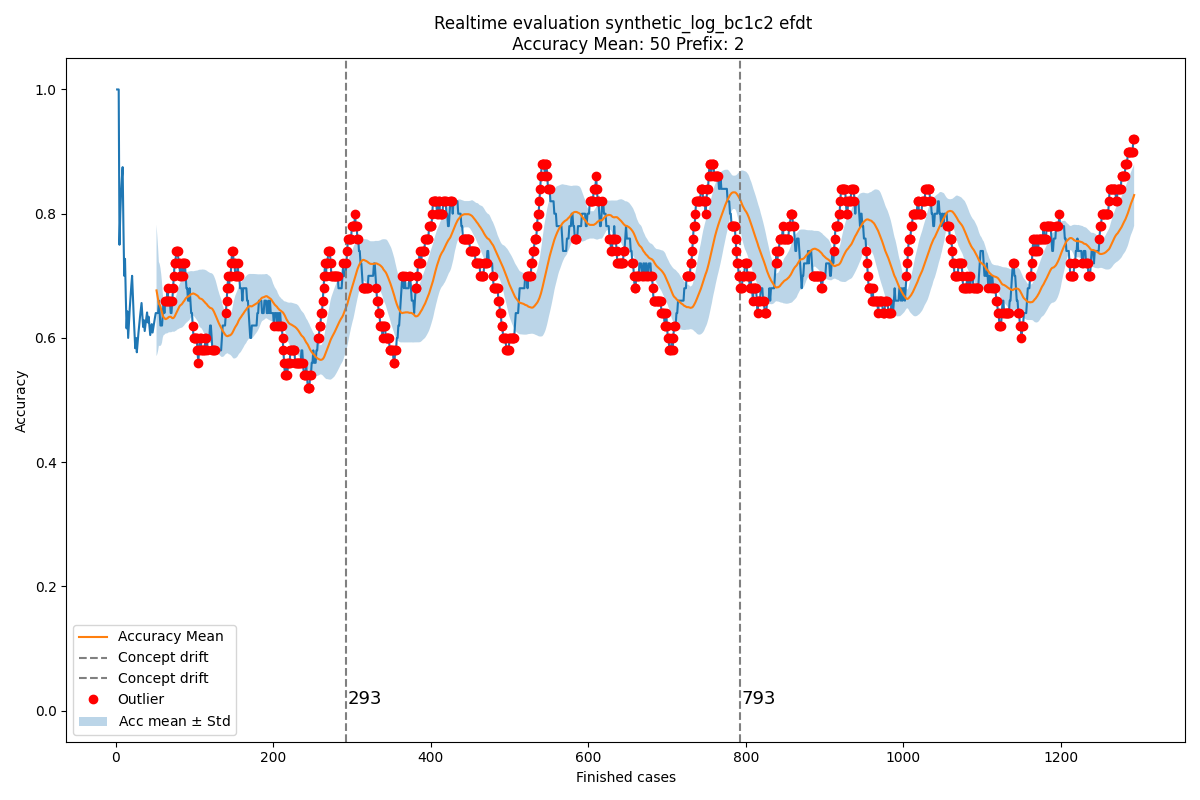 Realtime evaluation synthetic_log_bc1c2 efdt
Accuracy Mean: 50 Prefix: 2
Accuracy
1.0
0.8
0.6
0.4
0.2
0.0
Accuracy Mean
Concept drift
Concept drift
Outlier
Acc mean ± Std
293
793
0
200
400
600
800
1000
1200
Finished cases